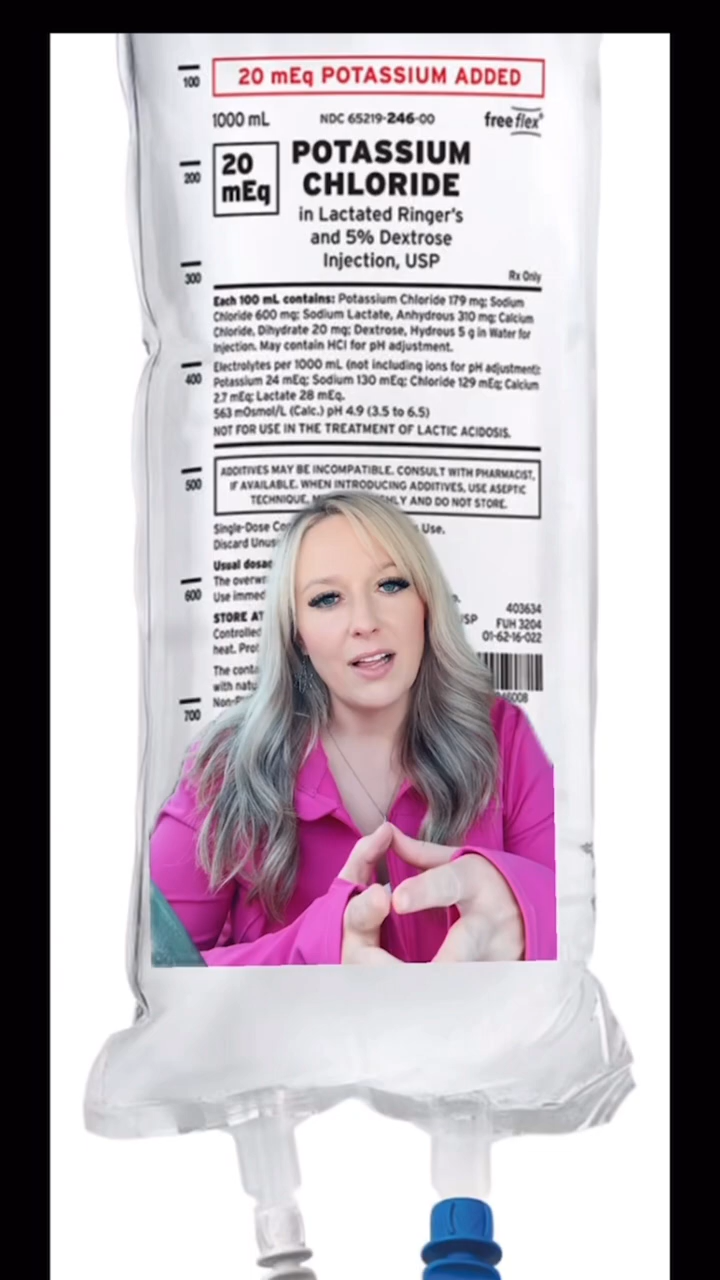 20 mEq POTASSIUM ADDED
100
1000 mL NDC 65219-246-00 freeflex®
20 mEq
POTASSIUM
CHLORIDE
200
in Lactated Ringer's
and 5% Dextrose
Injection, USP
Rx Only
300
Each 100 mL contains: Potassium Chloride 179 mg; Sodium
Chloride 600 mg; Sodium Lactate, Anhydrous 310 mg; Calcium
Chloride, Dihydrate 20 mg; Dextrose, Hydrous 5 g in Water for
Injection. May contain HCl for pH adjustment.
Electrolytes per 1000 mL (not including ions for pH adjustment):
400
Potassium 24 mEq; Sodium 130 mEq; Chloride 129 mEq; Calcium
2.7 mEq; Lactate 28 mEq.
563 mOsmol/L (Calc.) pH 4.9 (3.5 to 6.5)
NOT FOR USE IN THE TREATMENT OF LACTIC ACIDOSIS.
ADDITIVES MAY BE INCOMPATIBLE. CONSULT WITH PHARMACIST,
500
IF AVAILABLE. WHEN INTRODUCING ADDITIVES, USE ASEPTIC
TECHNIQUE, AND DO NOT STORE.
Single-Dose Use.
Discard
Usual
The
600
Use
403634
STORE AT
FUH 3204
Controlled
01-62-16-022
heat.
The
with
700